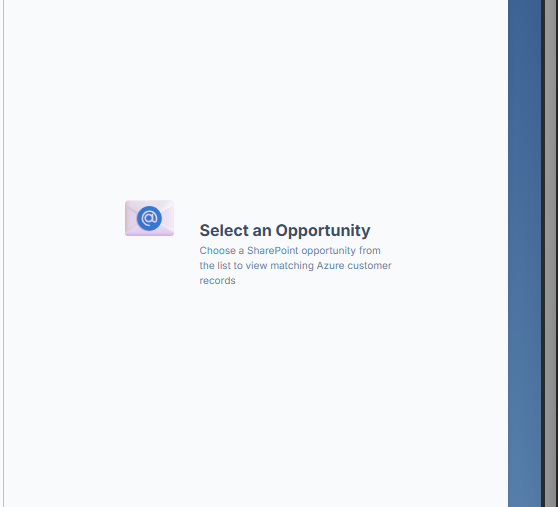 Select an Opportunity
Choose a SharePoint opportunity from
the list to view matching Azure customer
records